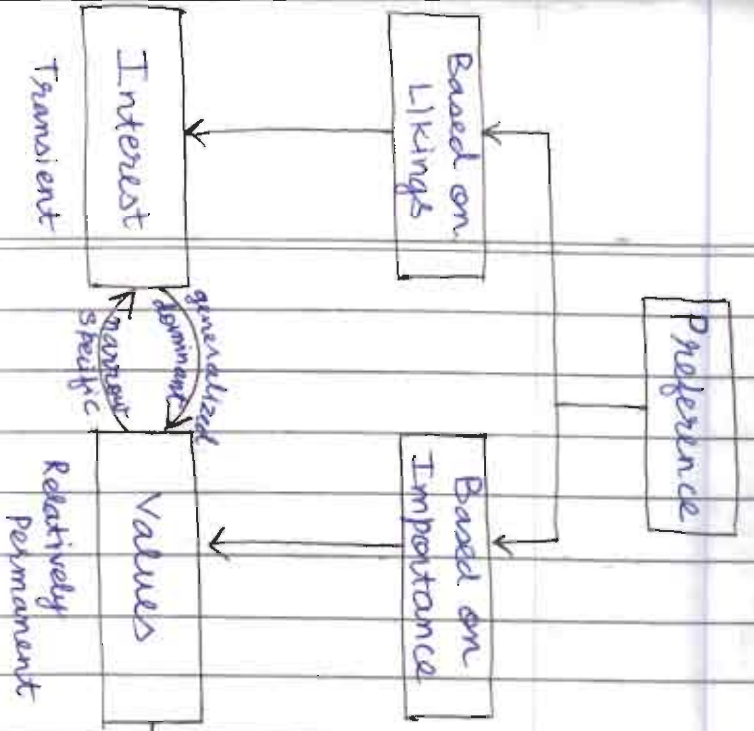 Preference
Based on
Likings
Based on
Importance
Interest
Transient
generalized
dominant
narrow
specific
Values
Relatively
Permanent